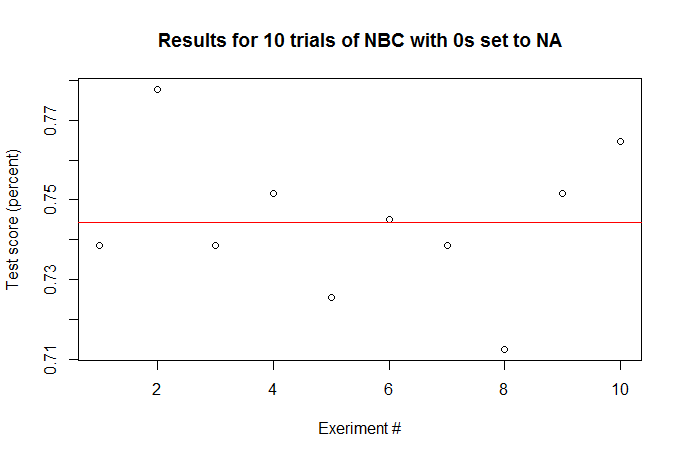 Results for 10 trials of NBC with 0s set to NA
Test score (percent)
0.77
0.75
0.73
0.71
2 4 6 8 10
Exeriment #